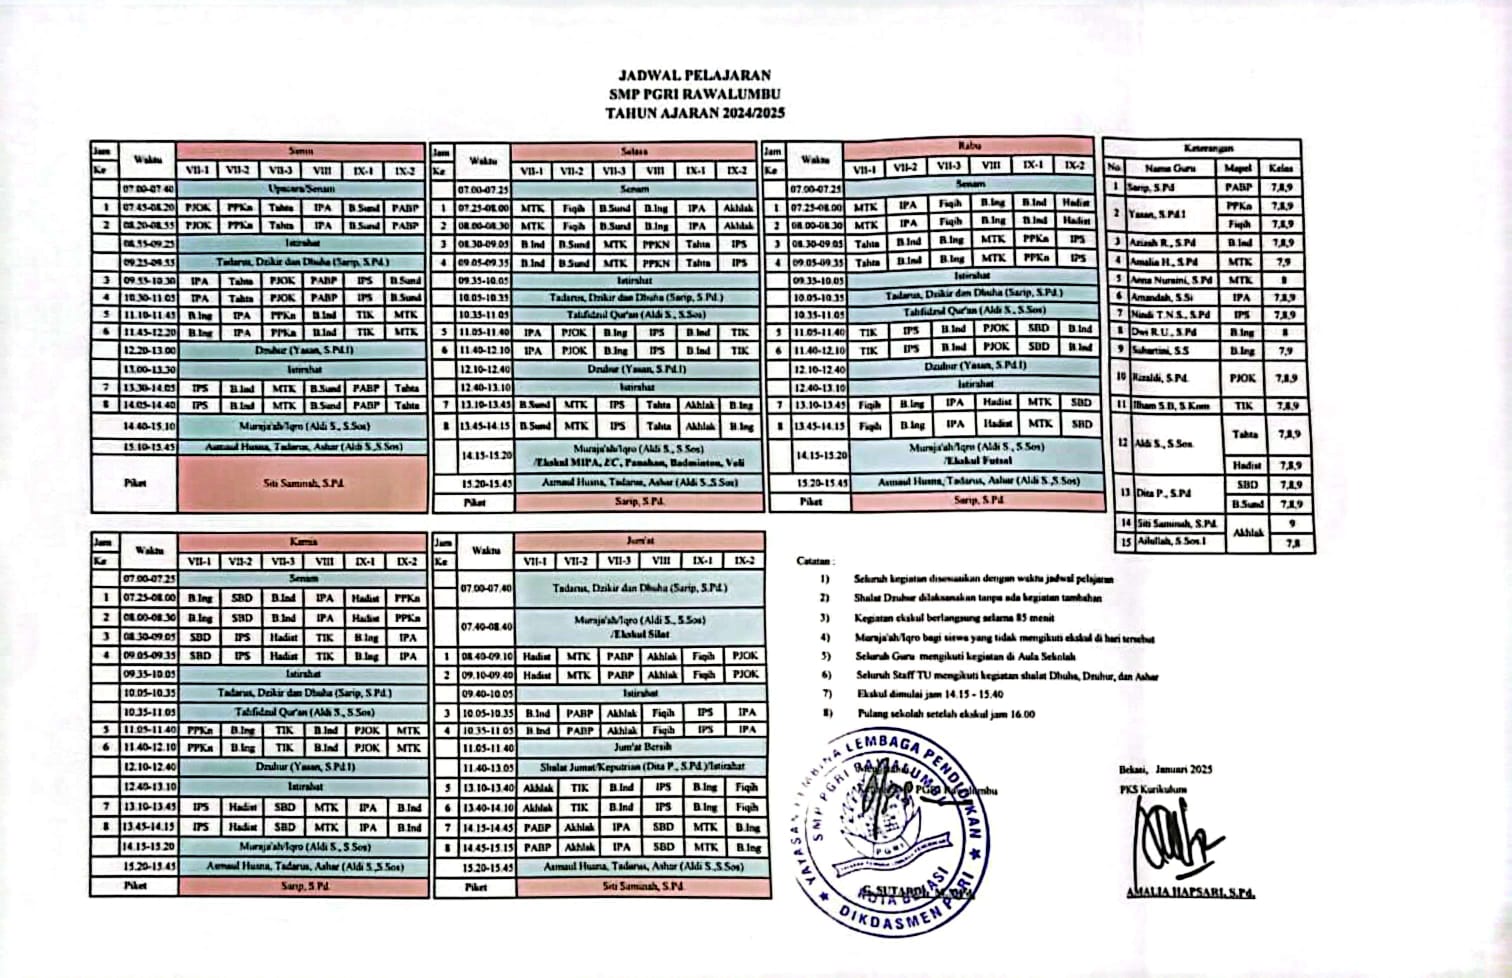 JADWAL PELAJARAN
SMP PGRI RAWALUMBU
TAHUN AJARAN 2024/2025
Jam Ke Waktu Senin
VII-1 VII-2 VII-3 VIII IX-1 IX-2
07.00-07.40 Upacara/Senam
1 07.45-08.20 PJOK PPKn Tahta IPA B.Sund PABP
2 08.20-08.55 PJOK PPKn Tahta IPA B.Sund PABP
08.55-09.25 Istirahat
09.25-09.55 Tadarus, Dzikir dan Dhuha (Sarip, S.Pd.)
3 09.55-10.30 IPA Tahta PJOK PABP IPS B.Sund
4 10.30-11.05 IPA Tahta PJOK PABP IPS B.Sund
5 11.10-11.45 B.Ing IPA PPKn B.Ind TIK MTK
6 11.45-12.20 B.Ing IPA PPKn B.Ind TIK MTK
12.20-13.00 Dzuhur (Yasan, S.Pd.I)
13.00-13.30 Istirahat
7 13.30-14.05 IPS B.Ind MTK B.Sund PABP Tahta
8 14.05-14.40 IPS B.Ind MTK B.Sund PABP Tahta
14.40-15.10 Muraja'ah/Iqro (Aldi S., S.Sos)
15.10-15.45 Asmaul Husna, Tadarus, Ashar (Aldi S.,S.Sos)
Piket Siti Saminah, S.Pd.
Jam Ke Waktu Selasa
VII-1 VII-2 VII-3 VIII IX-1 IX-2
07.00-07.25 Senam
1 07.25-08.00 MTK Fiqih B.Sund B.Ing IPA Akhlak
2 08.00-08.30 MTK Fiqih B.Sund B.Ing IPA Akhlak
3 08.30-09.05 B.Ind B.Sund MTK PPKN Tahta IPS
4 09.05-09.35 B.Ind B.Sund MTK PPKN Tahta IPS
09.35-10.05 Istirahat
10.05-10.35 Tadarus, Dzikir dan Dhuha (Sarip, S.Pd.)
10.35-11.05 Tahfidzul Qur'an (Aldi S., S.Sos)
5 11.05-11.40 IPA PJOK B.Ing IPS B.Ind TIK
6 11.40-12.10 IPA PJOK B.Ing IPS B.Ind TIK
12.10-12.40 Dzuhur (Yasan, S.Pd.I)
12.40-13.10 Istirahat
7 13.10-13.45 B.Sund MTK IPS Tahta Akhlak B.Ing
8 13.45-14.15 B.Sund MTK IPS Tahta Akhlak B.Ing
14.15-15.20 Muraja'ah/Iqro (Aldi S., S.Sos)
/Ekskul MIPA, EC, Panahan, Badminton, Voli
15.20-15.45 Asmaul Husna, Tadarus, Ashar (Aldi S.,S.Sos)
Piket Sarip, S.Pd.
Jam Ke Waktu Rabu
VII-1 VII-2 VII-3 VIII IX-1 IX-2
07.00-07.25 Senam
1 07.25-08.00 MTK IPA Fiqih B.Ing B.Ind Hadist
2 08.00-08.30 MTK IPA Fiqih B.Ing B.Ind Hadist
3 08.30-09.05 Tahta B.Ind B.Ing MTK PPKn IPS
4 09.05-09.35 Tahta B.Ind B.Ing MTK PPKn IPS
09.35-10.05 Istirahat
10.05-10.35 Tadarus, Dzikir dan Dhuha (Sarip, S.Pd.)
10.35-11.05 Tahfidzul Qur'an (Aldi S., S.Sos)
5 11.05-11.40 TIK IPS B.Ind PJOK SBD B.Ind
6 11.40-12.10 TIK IPS B.Ind PJOK SBD B.Ind
12.10-12.40 Dzuhur (Yasan, S.Pd.I)
12.40-13.10 Istirahat
7 13.10-13.45 Fiqih B.Ing IPA Hadist MTK SBD
8 13.45-14.15 Fiqih B.Ing IPA Hadist MTK SBD
14.15-15.20 Muraja'ah/Iqro (Aldi S., S.Sos)
/Ekskul Futsal
15.20-15.45 Asmaul Husna, Tadarus, Ashar (Aldi S.,S.Sos)
Piket Sarip, S.Pd.
Keterangan
No Nama Guru Mapel Kelas
1 Sarip, S.Pd PABP 7,8,9
2 Yasan, S.Pd.I PPKn 7,8,9
Fiqih 7,8,9
3 Azizah R., S.Pd B.Ind 7,8,9
4 Amalia H., S.Pd MTK 7,9
5 Anna Nuraini, S.Pd MTK 8
6 Amandah, S.Si IPA 7,8,9
7 Nindi T.N.S., S.Pd IPS 7,8,9
8 Dwi R.U., S.Pd B.Ing 8
9 Suhartini, S.S B.Ing 7,9
10 Rizaldi, S.Pd. PJOK 7,8,9
11 Ilham S.B, S.Kom TIK 7,8,9
12 Aldi S., S.Sos. Tahta 7,8,9
Hadist 7,8,9
13 Dita P., S.Pd SBD 7,8,9
B.Sund 7,8,9
14 Siti Saminah, S.Pd. Akhlak 9
15 Ailullah, S.Sos.I 7,8
Jam Ke Waktu Kamis
VII-1 VII-2 VII-3 VIII IX-1 IX-2
07.00-07.25 Senam
1 07.25-08.00 B.Ing SBD B.Ind IPA Hadist PPKn
2 08.00-08.30 B.Ing SBD B.Ind IPA Hadist PPKn
3 08.30-09.05 SBD IPS Hadist TIK B.Ing IPA
4 09.05-09.35 SBD IPS Hadist TIK B.Ing IPA
09.35-10.05 Istirahat
10.05-10.35 Tadarus, Dzikir dan Dhuha (Sarip, S.Pd.)
10.35-11.05 Tahfidzul Qur'an (Aldi S., S.Sos)
5 11.05-11.40 PPKn B.Ing TIK B.Ind PJOK MTK
6 11.40-12.10 PPKn B.Ing TIK B.Ind PJOK MTK
12.10-12.40 Dzuhur (Yasan, S.Pd.I)
12.40-13.10 Istirahat
7 13.10-13.45 IPS Hadist SBD MTK IPA B.Ind
8 13.45-14.15 IPS Hadist SBD MTK IPA B.Ind
14.15-15.20 Muraja'ah/Iqro (Aldi S., S.Sos)
15.20-15.45 Asmaul Husna, Tadarus, Ashar (Aldi S.,S.Sos)
Piket Sarip, S.Pd.
Jam Ke Waktu Jum'at
VII-1 VII-2 VII-3 VIII IX-1 IX-2
07.00-07.40 Tadarus, Dzikir dan Dhuha (Sarip, S.Pd.)
07.40-08.40 Muraja'ah/Iqro (Aldi S., S.Sos)
/Ekskul Silat
1 08.40-09.10 Hadist MTK PABP Akhlak Fiqih PJOK
2 09.10-09.40 Hadist MTK PABP Akhlak Fiqih PJOK
09.40-10.05 Istirahat
3 10.05-10.35 B.Ind PABP Akhlak Fiqih IPS IPA
4 10.35-11.05 B.Ind PABP Akhlak Fiqih IPS IPA
11.05-11.40 Jum'at Bersih
11.40-13.05 Shalat Jumat/Keputrian (Dita P., S.Pd.)/Istirahat
5 13.10-13.40 Akhlak TIK B.Ind IPS B.Ing Fiqih
6 13.40-14.10 Akhlak TIK B.Ind IPS B.Ing Fiqih
7 14.15-14.45 PABP Akhlak IPA SBD MTK B.Ing
8 14.45-15.15 PABP Akhlak IPA SBD MTK B.Ing
15.20-15.45 Asmaul Husna, Tadarus, Ashar (Aldi S.,S.Sos)
Piket Siti Saminah, S.Pd.
Catatan :
1) Seluruh kegiatan disesuaikan dengan waktu jadwal pelajaran
2) Shalat Dzuhur dilaksanakan tanpa ada kegiatan tambahan
3) Kegiatan ekskul berlangsung selama 85 menit
4) Muraja'ah/Iqro bagi siswa yang tidak mengikuti ekskul di hari tersebut
5) Seluruh Guru mengikuti kegiatan di Aula Sekolah
6) Seluruh Staff TU mengikuti kegiatan shalat Dhuha, Dzuhur, dan Ashar
7) Ekskul dimulai jam 14.15 - 15.40
8) Pulang sekolah setelah ekskul jam 16.00
YAYASAN PEMBINA LEMBAGA PENDIDIKAN
DIKDASMEN PGRI
SMP PGRI RAWALUMBU
KOTA BEKASI
PGRI
G. SUTARDI
Bekasi, Januari 2025
PKS Kurikulum
AMALIA HAPSARI, S.Pd.